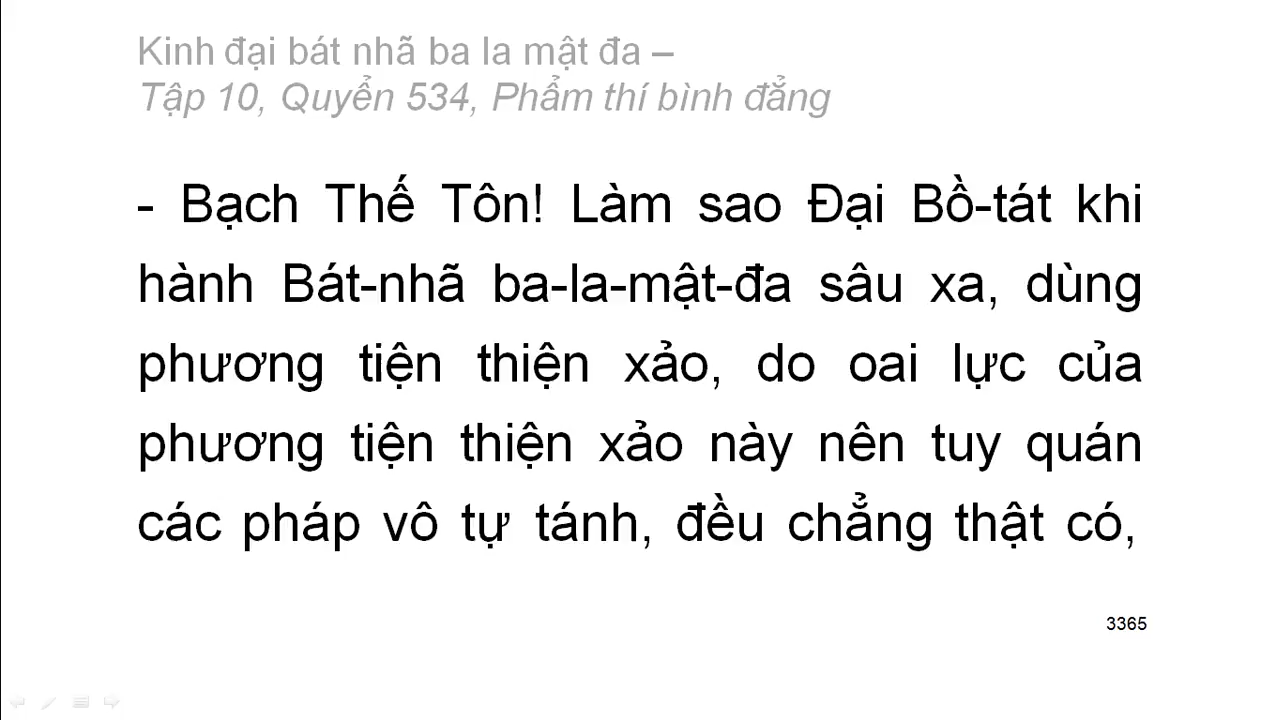 Kinh đại bát nhã ba la mật đa –
Tập 10, Quyển 534, Phẩm thí bình đẳng
- Bạch Thế Tôn! Làm sao Đại Bồ-tát khi
hành Bát-nhã ba-la-mật-đa sâu xa, dùng
phương tiện thiện xảo, do oai lực của
phương tiện thiện xảo này nên tuy quán
các pháp vô tự tánh, đều chẳng thật có,
3365